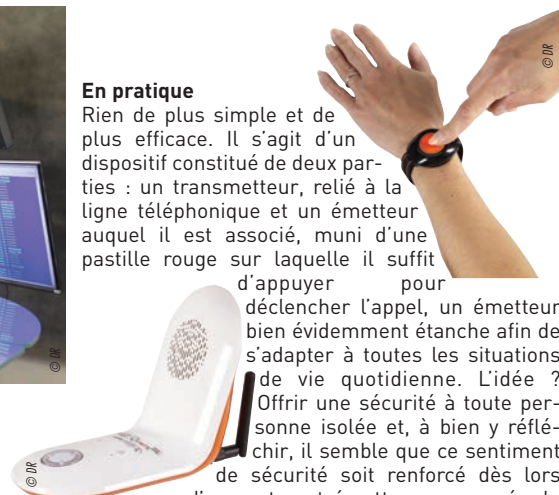 © DR
En pratique
Rien de plus simple et de
plus efficace. Il s'agit d'un
dispositif constitué de deux par-
ties : un transmetteur, relié à la
ligne téléphonique et un émetteur
auquel il est associé, muni d'une
pastille rouge sur laquelle il suffit
d'appuyer pour
déclencher l'appel, un émetteur
bien évidemment étanche afin de
s'adapter à toutes les situations
de vie quotidienne. L'idée ?
Offrir une sécurité à toute per-
sonne isolée et, à bien y réflé-
chir, il semble que ce sentiment
de sécurité soit renforcé dès lors
© DR
© DR